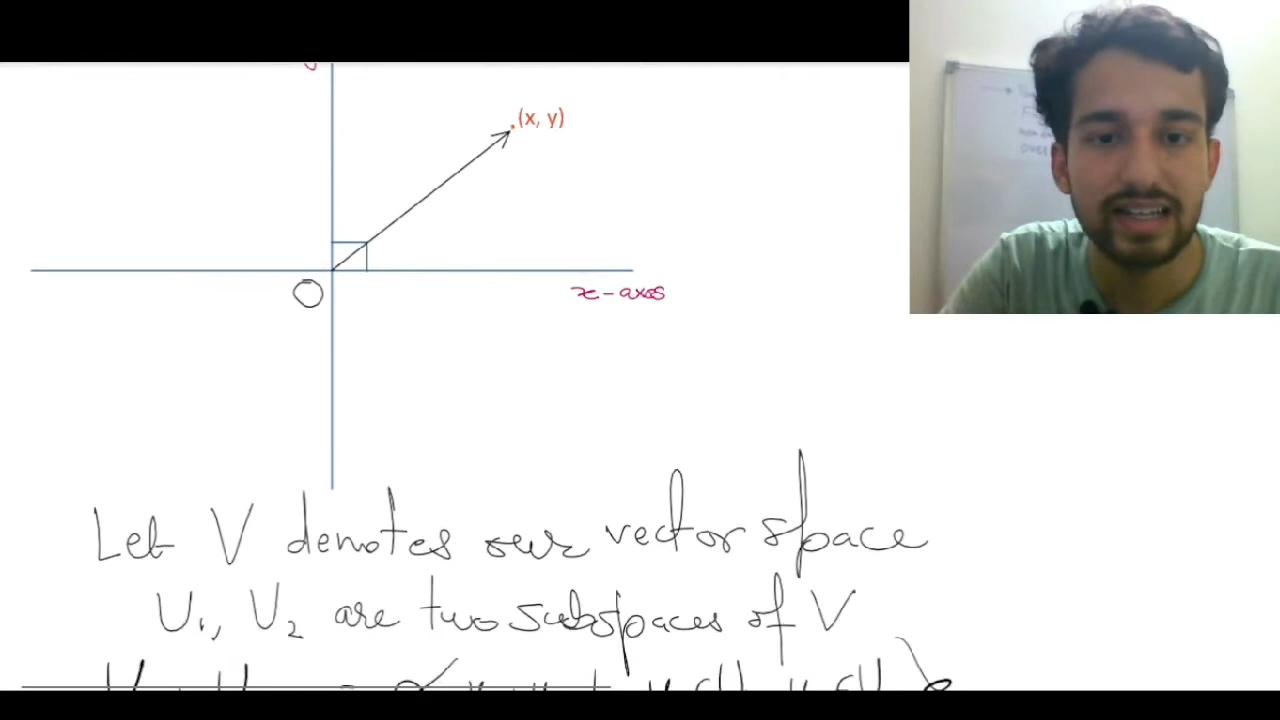 (x, y)
O
x-axes
Let V denotes our vector space
U1, U2 are two subspaces of V